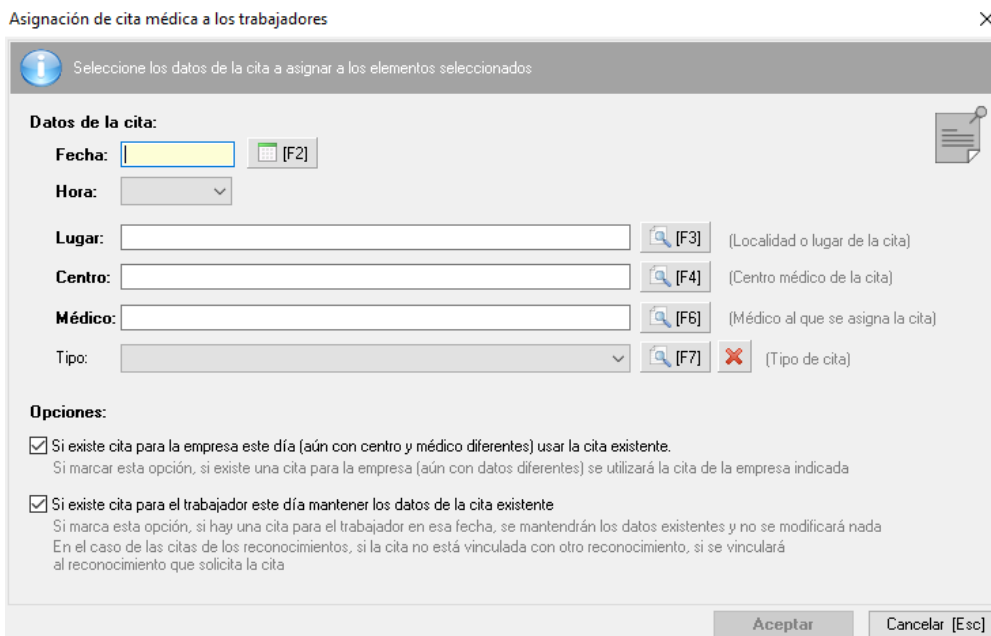 Asignación de cita médica a los trabajadores
Seleccione los datos de la cita a asignar a los elementos seleccionados
Datos de la cita:
Fecha: [F2]
Hora:
Lugar: [F3] (Localidad o lugar de la cita)
Centro: [F4] (Centro médico de la cita)
Médico: [F6] (Médico al que se asigna la cita)
Tipo: [F7] (Tipo de cita)
Opciones:
Si existe cita para la empresa este día (aún con centro y médico diferentes) usar la cita existente.
Si marcar esta opción, si existe una cita para la empresa (aún con datos diferentes) se utilizará la cita de la empresa indicada
Si existe cita para el trabajador este día mantener los datos de la cita existente
Si marca esta opción, si hay una cita para el trabajador en esa fecha, se mantendrán los datos existentes y no se modificará nada
En el caso de las citas de los reconocimientos, si la cita no está vinculada con otro reconocimiento, si se vinculará
al reconocimiento que solicita la cita
Aceptar Cancelar [Esc]